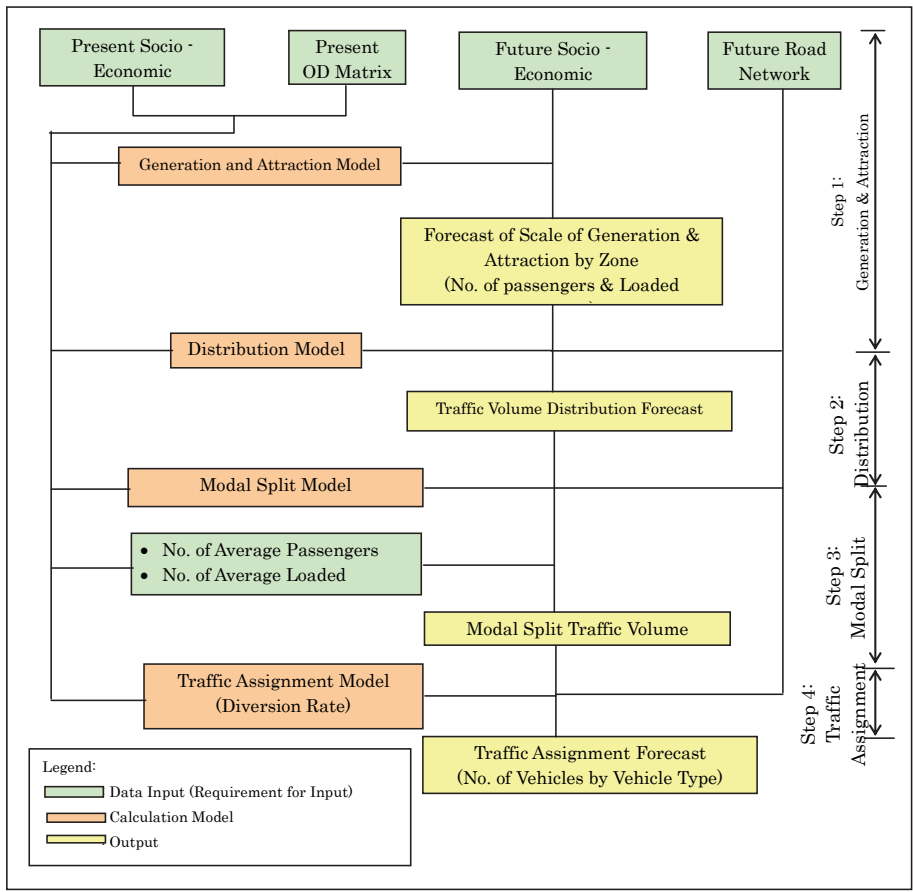 Present Socio -
Economic
Present
OD Matrix
Future Socio -
Economic
Future Road
Network
Step 1:
Generation & Attraction
Generation and Attraction Model
Forecast of Scale of Generation &
Attraction by Zone
(No. of passengers & Loaded
Distribution Model
Traffic Volume Distribution Forecast
Step 2:
Distribution
Modal Split Model
• No. of Average Passengers
• No. of Average Loaded
Step 3:
Modal Split
Modal Split Traffic Volume
Traffic Assignment Model
(Diversion Rate)
Step 4:
Traffic
Assignment
Traffic Assignment Forecast
(No. of Vehicles by Vehicle Type)
Legend:
Data Input (Requirement for Input)
Calculation Model
Output